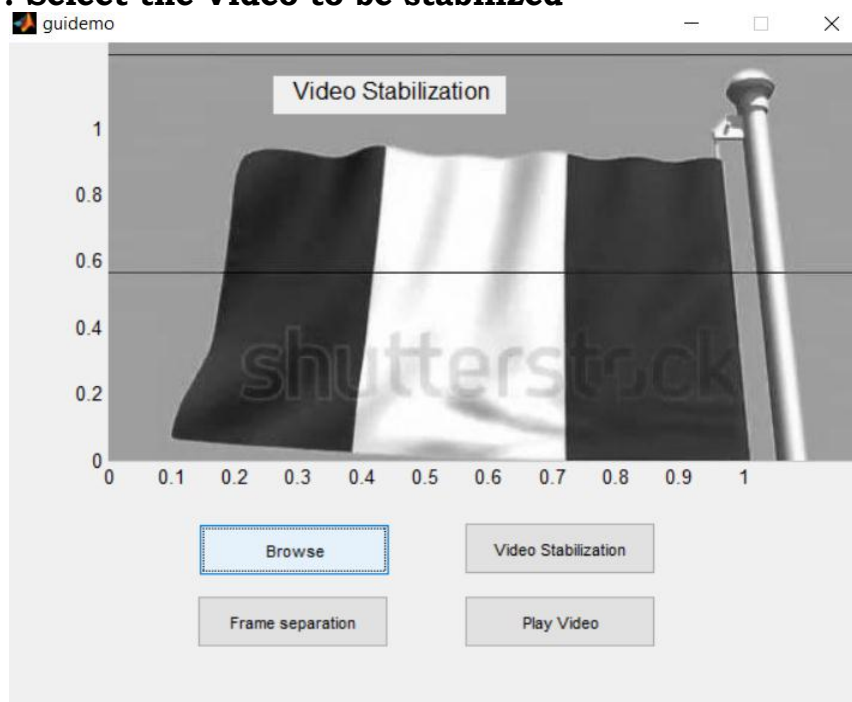 : Select the Video to be stabilized
guidemo
Video Stabilization
1
0.8
0.6
0.4
0.2
0
shutterstock
0 0.1 0.2 0.3 0.4 0.5 0.6 0.7 0.8 0.9 1
Browse Video Stabilization
Frame separation Play Video